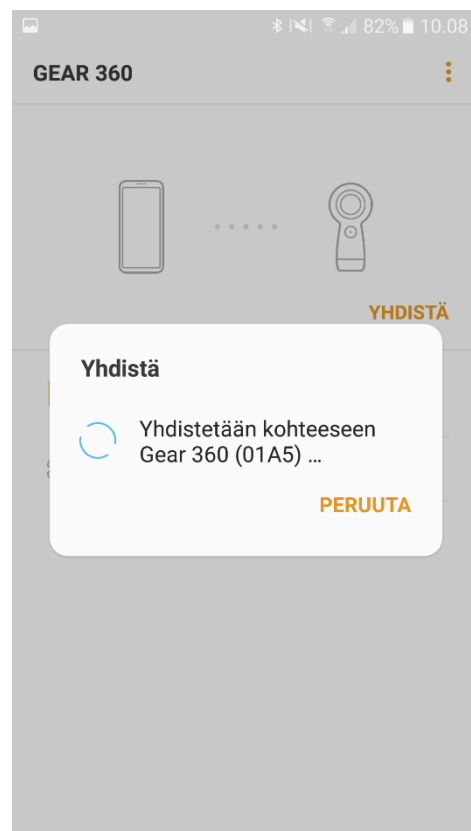 82% 10.08
GEAR 360
YHDISTÄ
Yhdistä
Yhdistetään kohteeseen
Gear 360 (01A5) ...
PERUUTA